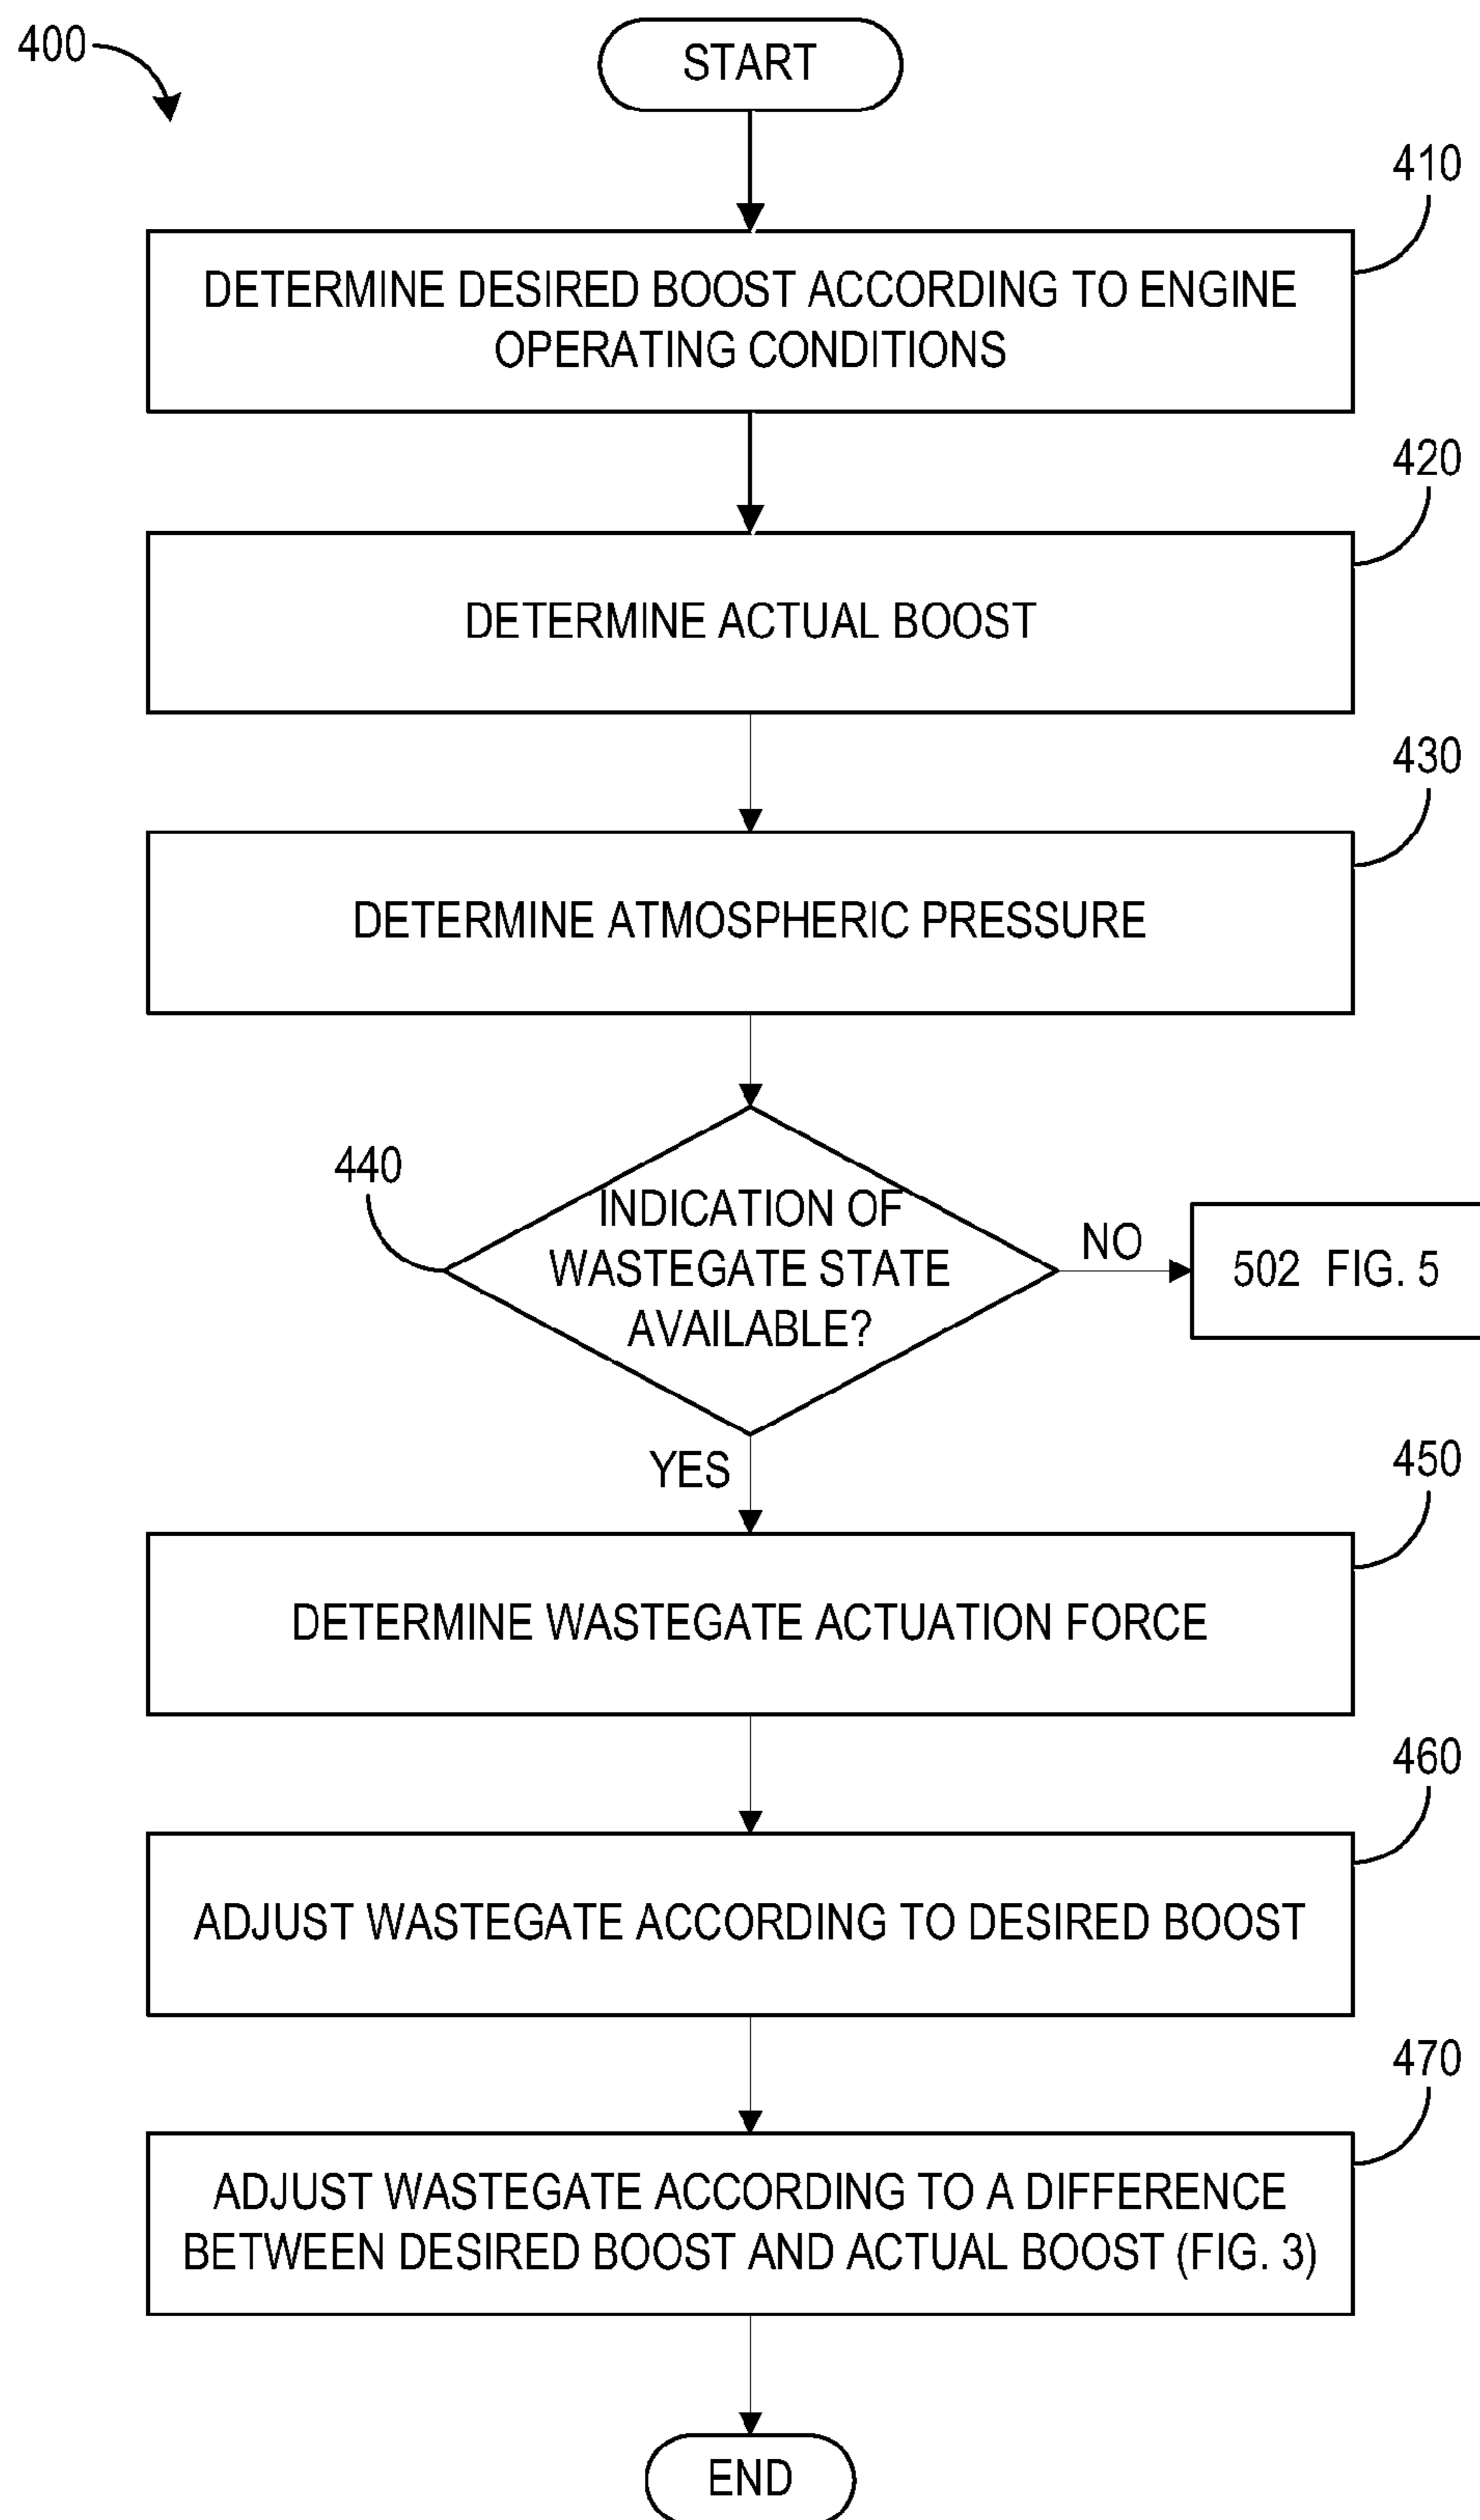 400
START
410
DETERMINE DESIRED BOOST ACCORDING TO ENGINE
OPERATING CONDITIONS
420
DETERMINE ACTUAL BOOST
430
DETERMINE ATMOSPHERIC PRESSURE
440
INDICATION OF
WASTEGATE STATE
AVAILABLE?
NO
502 FIG. 5
YES
450
DETERMINE WASTEGATE ACTUATION FORCE
460
ADJUST WASTEGATE ACCORDING TO DESIRED BOOST
470
ADJUST WASTEGATE ACCORDING TO A DIFFERENCE
BETWEEN DESIRED BOOST AND ACTUAL BOOST (FIG. 3)
END